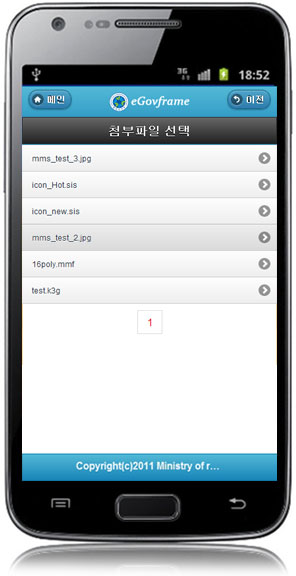 3G
18:52
메인
eGovframe
이전
첨부파일 선택
mms_test_3.jpg
icon_Hot.sis
icon_new.sis
mms_test_2.jpg
16poly.mmf
test.k3g
1
Copyright(c)2011 Ministry of r...